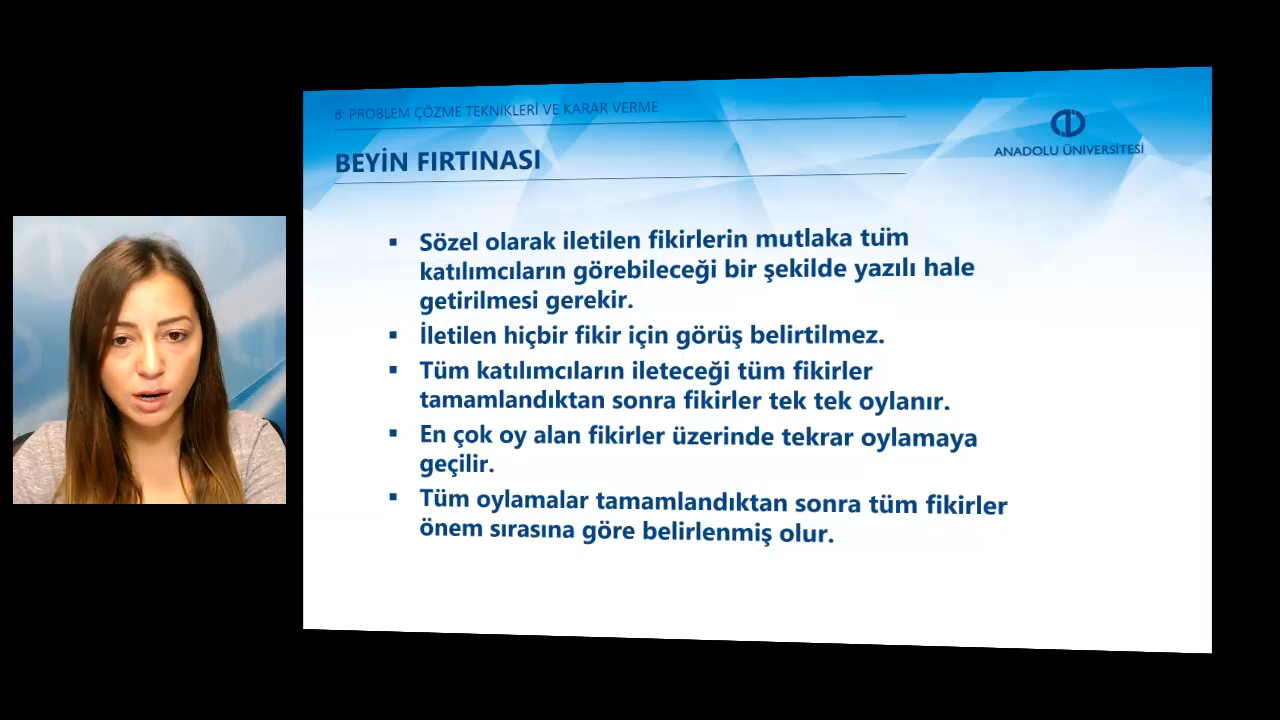 8: PROBLEM ÇÖZME TEKNİKLERİ VE KARAR VERME
BEYİN FIRTINASI
ANADOLU ÜNİVERSİTESİ
▪ Sözel olarak iletilen fikirlerin mutlaka tüm
katılımcıların görebileceği bir şekilde yazılı hale
getirilmesi gerekir.
▪ İletilen hiçbir fikir için görüş belirtilmez.
▪ Tüm katılımcıların ileteceği tüm fikirler
tamamlandıktan sonra fikirler tek tek oylanır.
▪ En çok oy alan fikirler üzerinde tekrar oylamaya
geçilir.
▪ Tüm oylamalar tamamlandıktan sonra tüm fikirler
önem sırasına göre belirlenmiş olur.